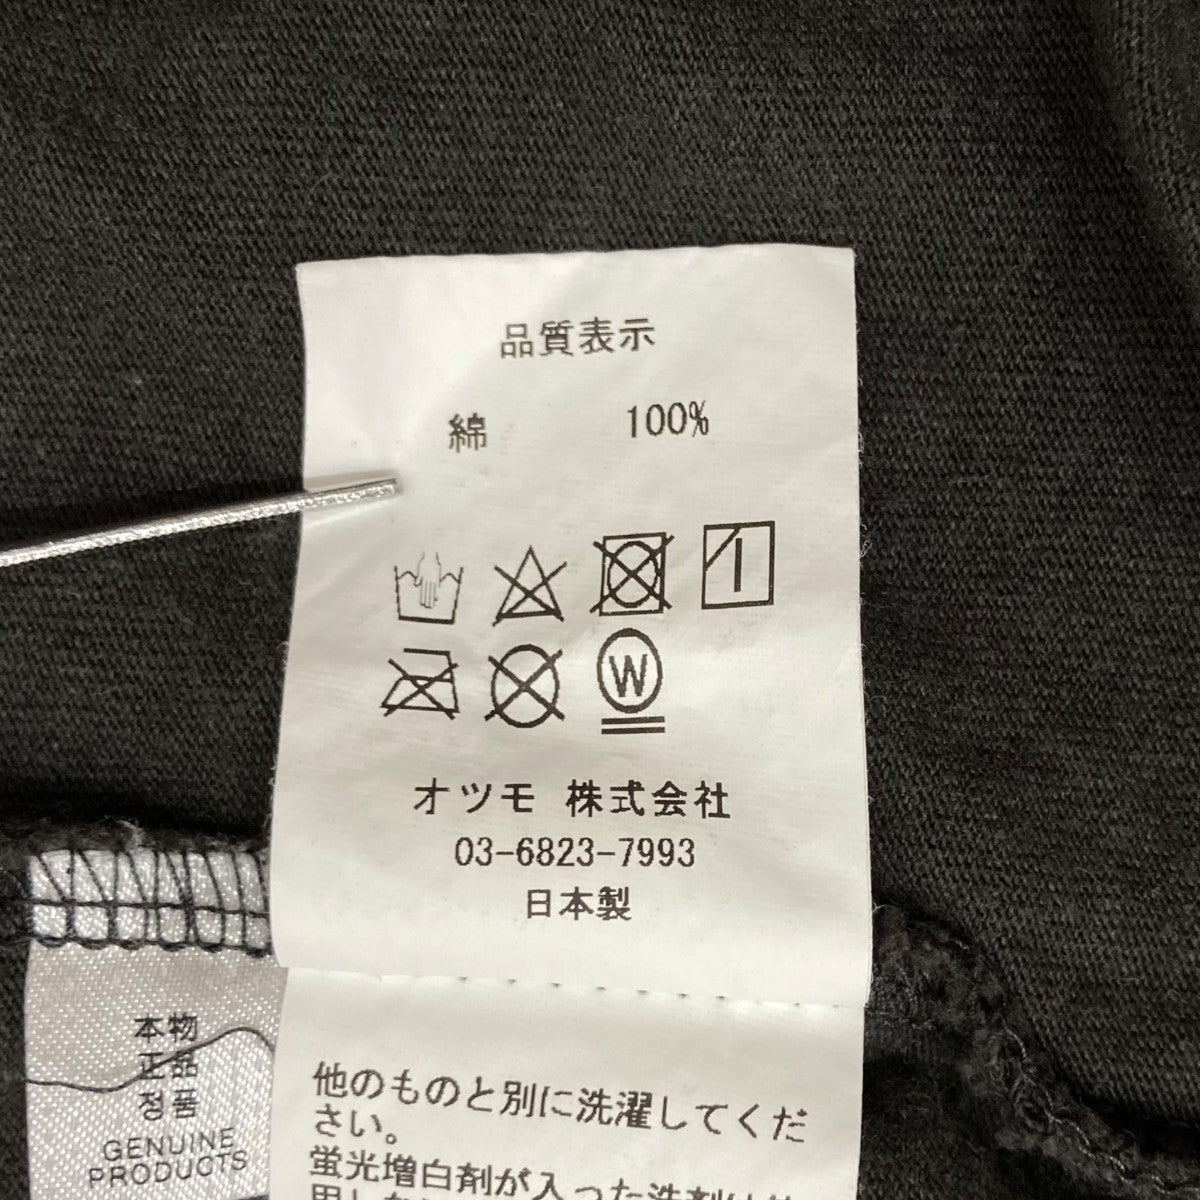 品質表示
綿 100%
W
オツモ 株式会社
03-6823-7993
日本製
他のものと別に洗濯してくだ
さい。
蛍光増白剤が入った洗剤は
本物
正品
정품
GENUINE
PRODUCTS